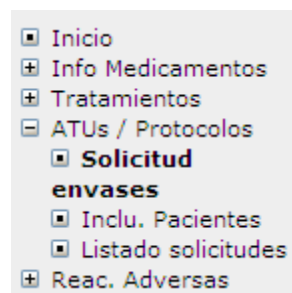 Inicio
Info Medicamentos
Tratamientos
ATUs / Protocolos
Solicitud
envases
Inclu. Pacientes
Listado solicitudes
Reac. Adversas